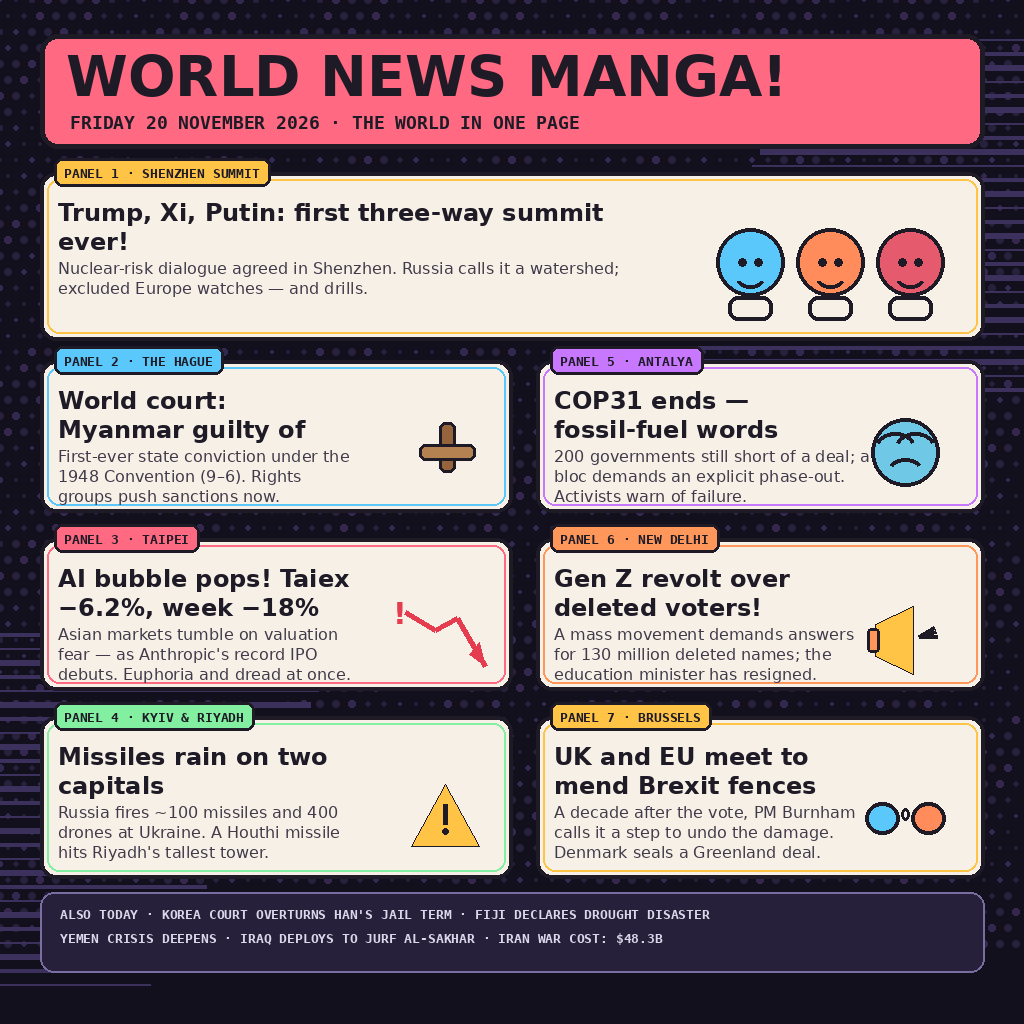 WORLD NEWS MANGA!
FRIDAY 20 NOVEMBER 2026 · THE WORLD IN ONE PAGE
PANEL 1 · SHENZHEN SUMMIT
Trump, Xi, Putin: first three-way summit
ever!
Nuclear-risk dialogue agreed in Shenzhen. Russia calls it a watershed;
excluded Europe watches — and drills.
PANEL 2 · THE HAGUE
World court:
Myanmar guilty of
First-ever state conviction under the
1948 Convention (9–6). Rights
groups push sanctions now.
PANEL 3 · TAIPEI
AI bubble pops! Taiex
−6.2%, week −18%
Asian markets tumble on valuation
fear — as Anthropic's record IPO
debuts. Euphoria and dread at once.
!
PANEL 4 · KYIV & RIYADH
Missiles rain on two
capitals
Russia fires ~100 missiles and 400
drones at Ukraine. A Houthi missile
hits Riyadh's tallest tower.
PANEL 5 · ANTALYA
COP31 ends —
fossil-fuel words
200 governments still short of a deal; a
bloc demands an explicit phase-out.
Activists warn of failure.
PANEL 6 · NEW DELHI
Gen Z revolt over
deleted voters!
A mass movement demands answers
for 130 million deleted names; the
education minister has resigned.
PANEL 7 · BRUSSELS
UK and EU meet to
mend Brexit fences
A decade after the vote, PM Burnham
calls it a step to undo the damage.
Denmark seals a Greenland deal.
ALSO TODAY · KOREA COURT OVERTURNS HAN'S JAIL TERM · FIJI DECLARES DROUGHT DISASTER
YEMEN CRISIS DEEPENS · IRAQ DEPLOYS TO JURF AL-SAKHAR · IRAN WAR COST: $48.3B